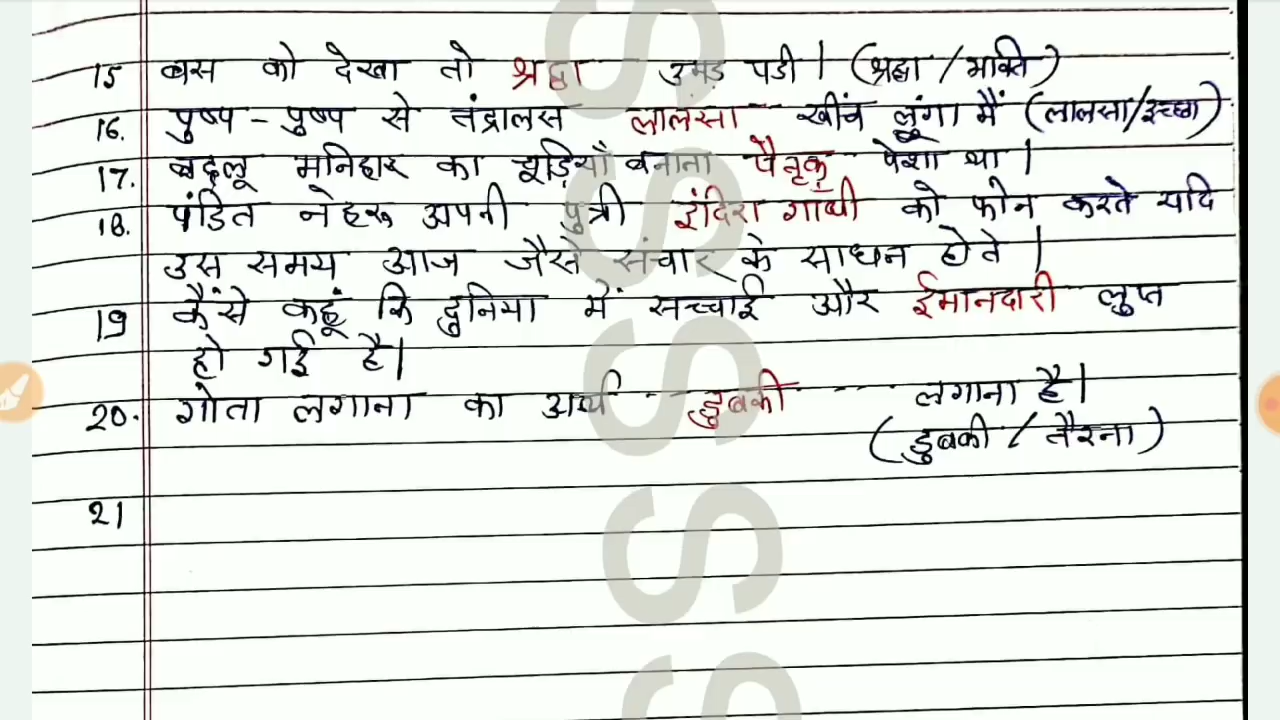 15 बस को देखा तो श्रद्धा उमड पडी। (श्रद्धा / भक्ति)
16. पुष्प - पुष्प से तंद्रालस लालसा खींच लूंगा मैं (लालसा/इच्छा)
17. बदलू मनिहार का चूड़ियाँ बनाना पैतृक पेशा था।
18. पंडित नेहरू अपनी पुत्री इंदिरा गाँधी को फोन करते यदि
उस समय आज जैसे संचार के साधन होते।
19 कैंसे कहूं कि दुनिया में सच्चाई और ईमानदारी लुप्त
हो गई है।
20. गोता लगाना का अर्थ -- डुबकी ---- लगाना है।
(डुबकी / तैरना)
21
SSSS